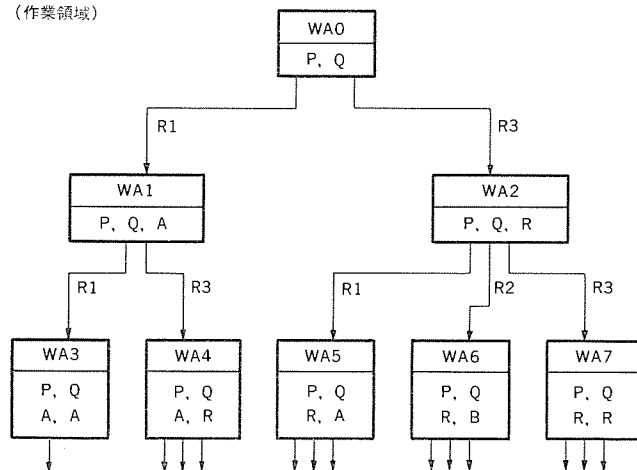 (作業領域)
WA0
P, Q
R1
R3
WA1
P, Q, A
WA2
P, Q, R
R1
R3
R1
R2
R3
WA3
P, Q
A, A
WA4
P, Q
A, R
WA5
P, Q
R, A
WA6
P, Q
R, B
WA7
P, Q
R, R